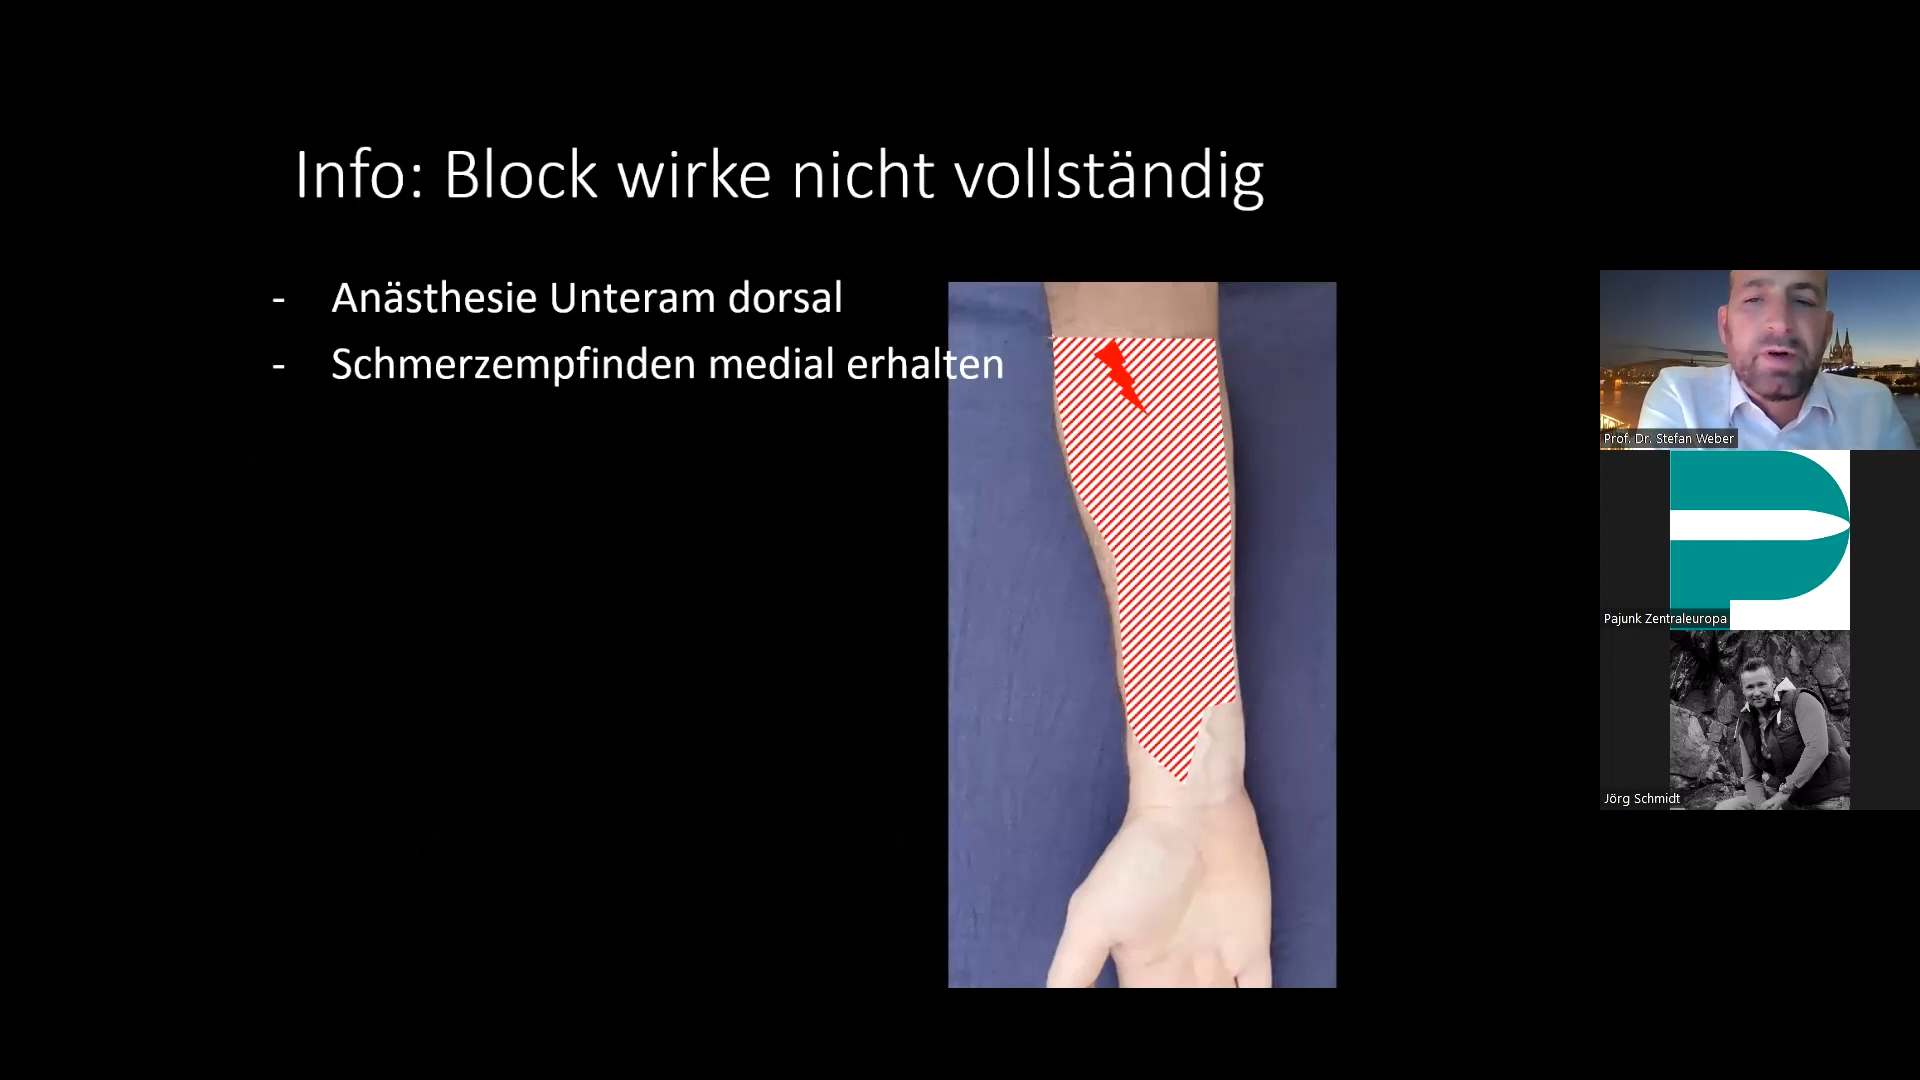 Info: Block wirke nicht vollständig
- Anästhesie Unteram dorsal
- Schmerzempfinden medial erhalten
Prof. Dr. Stefan Weber
Pajunk Zentraleuropa
Jörg Schmidt